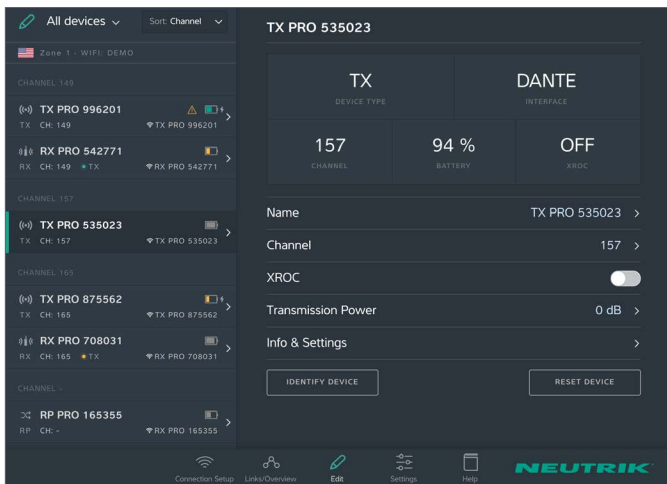 All devices
Sort: Channel
Zone 1 - WIFI: DEMO
CHANNEL 149
TX PRO 996201
TX CH: 149 TX PRO 996201
RX PRO 542771
RX CH: 149 TX RX PRO 542771
CHANNEL 157
TX PRO 535023
TX CH: 157 TX PRO 535023
CHANNEL 165
TX PRO 875562
TX CH: 165 TX PRO 875562
RX PRO 708031
RX CH: 165 TX RX PRO 708031
CHANNEL -
RP PRO 165355
RP CH: - RX PRO 165355
TX PRO 535023
TX
DEVICE TYPE
DANTE
INTERFACE
157
CHANNEL
94 %
BATTERY
OFF
XROC
Name TX PRO 535023
Channel 157
XROC
Transmission Power 0 dB
Info & Settings
IDENTIFY DEVICE RESET DEVICE
Connection Setup Links/Overview Edit Settings Help
NEUTRIK